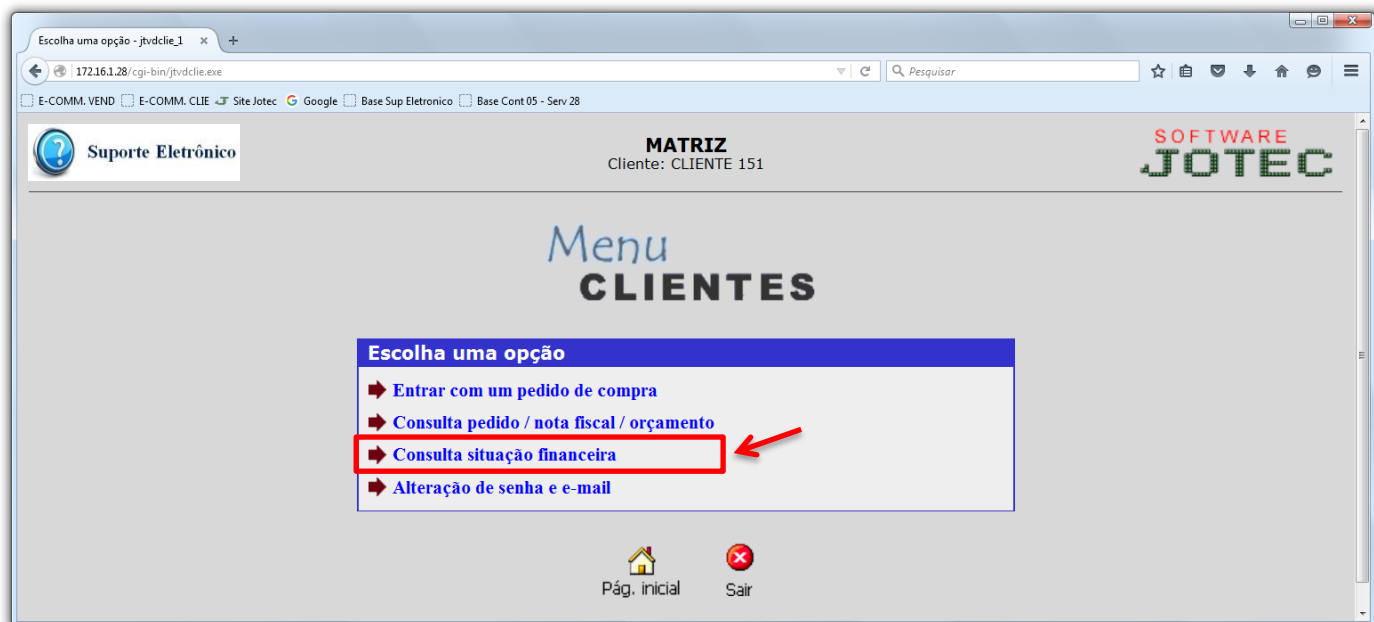 Escolha uma opção - jtvdclie_1
172.16.1.28/cgi-bin/jtvdclie.exe
Pesquisar
E-COMM. VEND E-COMM. CLIE Site Jotec Google Base Sup Eletronico Base Cont 05 - Serv 28
Suporte Eletrônico
MATRIZ
Cliente: CLIENTE 151
SOFTWARE
JOTEC
Menu
CLIENTES
Escolha uma opção
Entrar com um pedido de compra
Consulta pedido / nota fiscal / orçamento
Consulta situação financeira
Alteração de senha e e-mail
Pág. inicial Sair